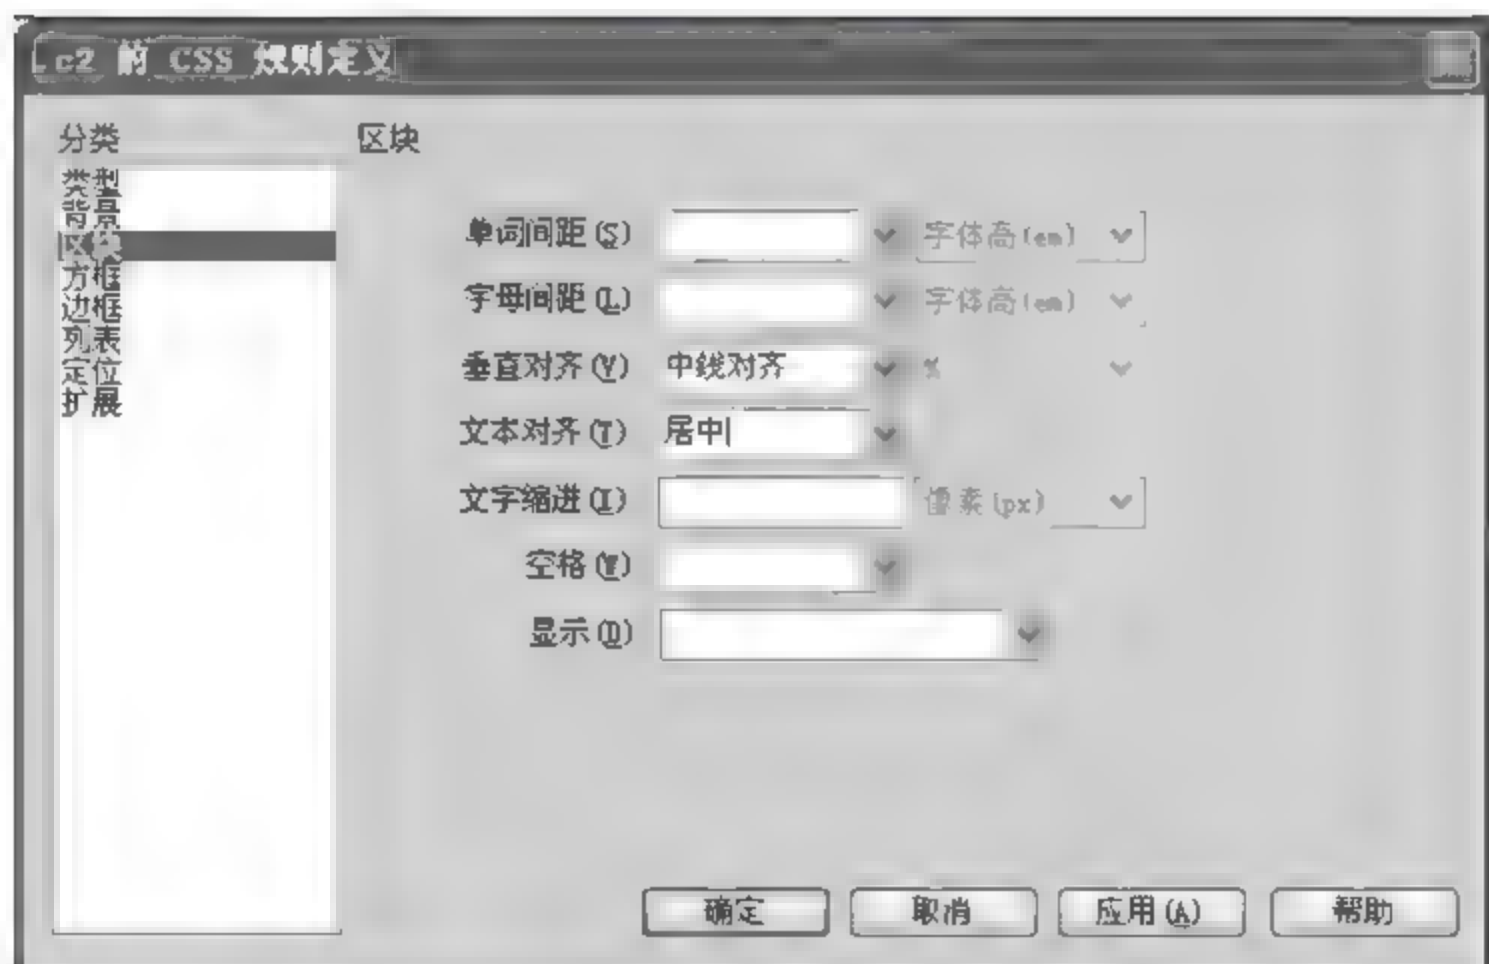 c2 的 CSS 规则定义
分类
类型
背景
区块
方框
边框
列表
定位
扩展
区块
单词间距(S) 字体高(em)
字母间距(L) 字体高(em)
垂直对齐(V) 中线对齐 %
文本对齐(T) 居中
文字缩进(I) 像素(px)
空格(W)
显示(D)
确定 取消 应用(A) 帮助